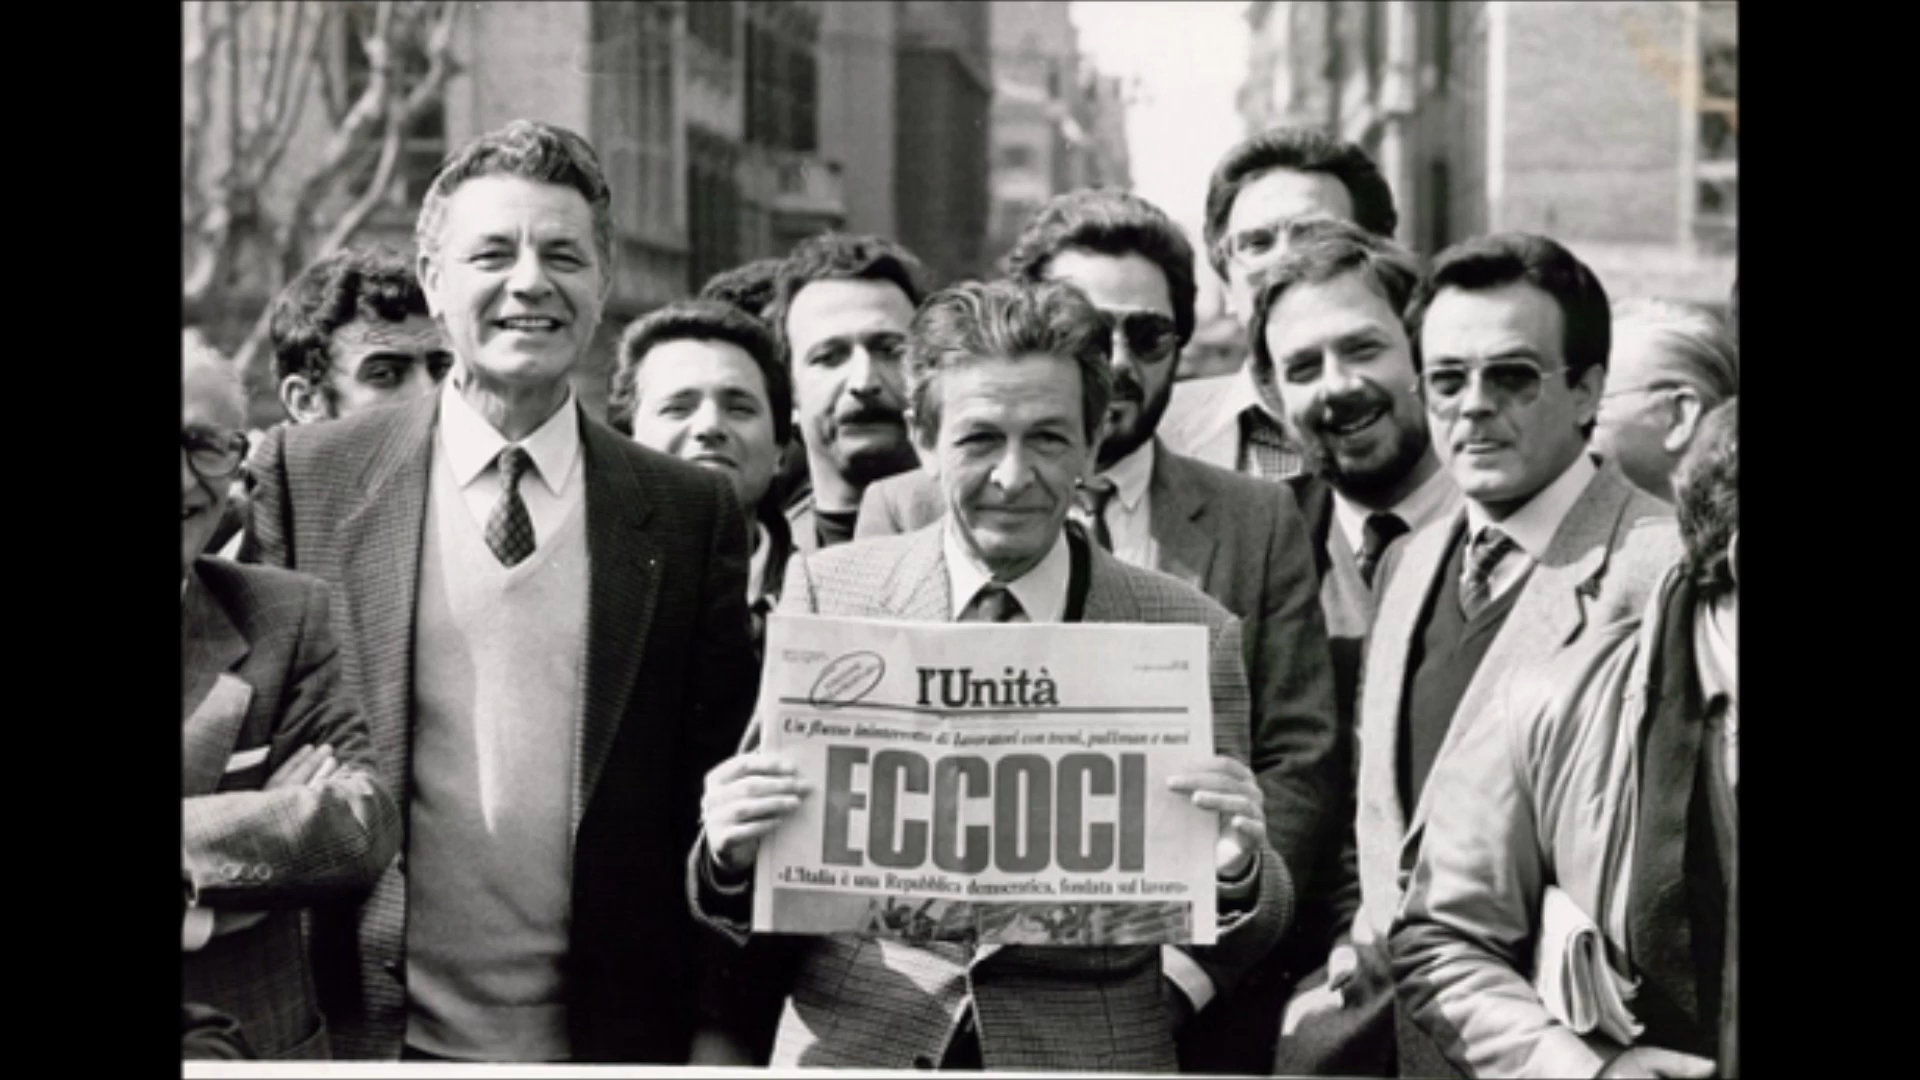 l'Unità
Un flusso ininterrotto di lavoratori con treni, pullman e navi
ECCOCI
«L'Italia è una Repubblica democratica, fondata sul lavoro»